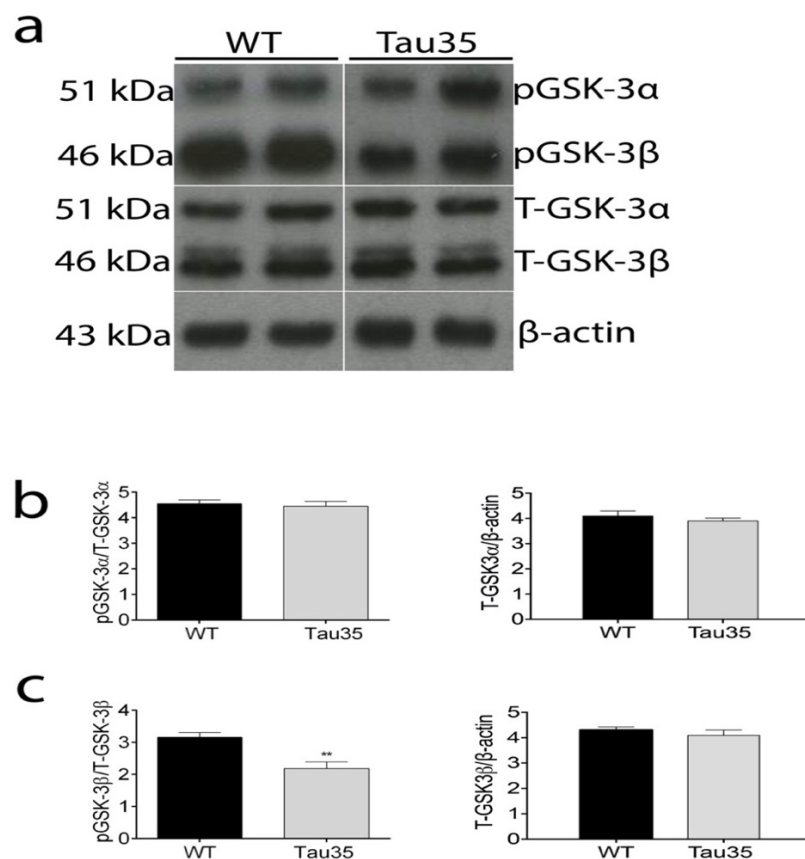 a
WT Tau35
51 kDa pGSK-3α
46 kDa pGSK-3β
51 kDa T-GSK-3α
46 kDa T-GSK-3β
43 kDa β-actin
b
pGSK-3α/T-GSK-3α
5
4
3
2
1
0
WT Tau35
T-GSK3α/β-actin
5
4
3
2
1
0
WT Tau35
c
pGSK-3β/T-GSK-3β
4
3
2
1
0
**
WT Tau35
T-GSK3β/β-actin
5
4
3
2
1
0
WT Tau35